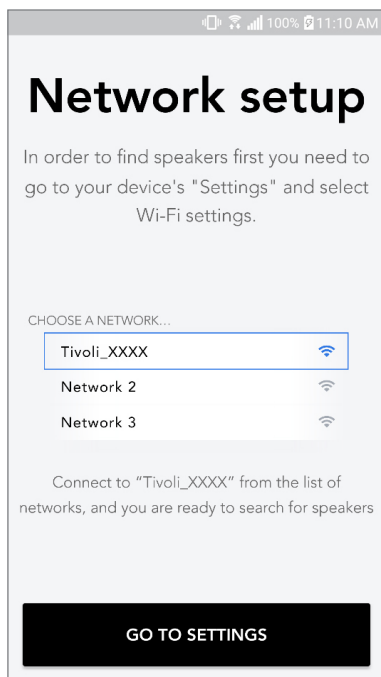 100% 11:10 AM
Network setup
In order to find speakers first you need to
go to your device's "Settings" and select
Wi-Fi settings.
CHOOSE A NETWORK...
Tivoli_XXXX
Network 2
Network 3
Connect to “Tivoli_XXXX” from the list of
networks, and you are ready to search for speakers
GO TO SETTINGS